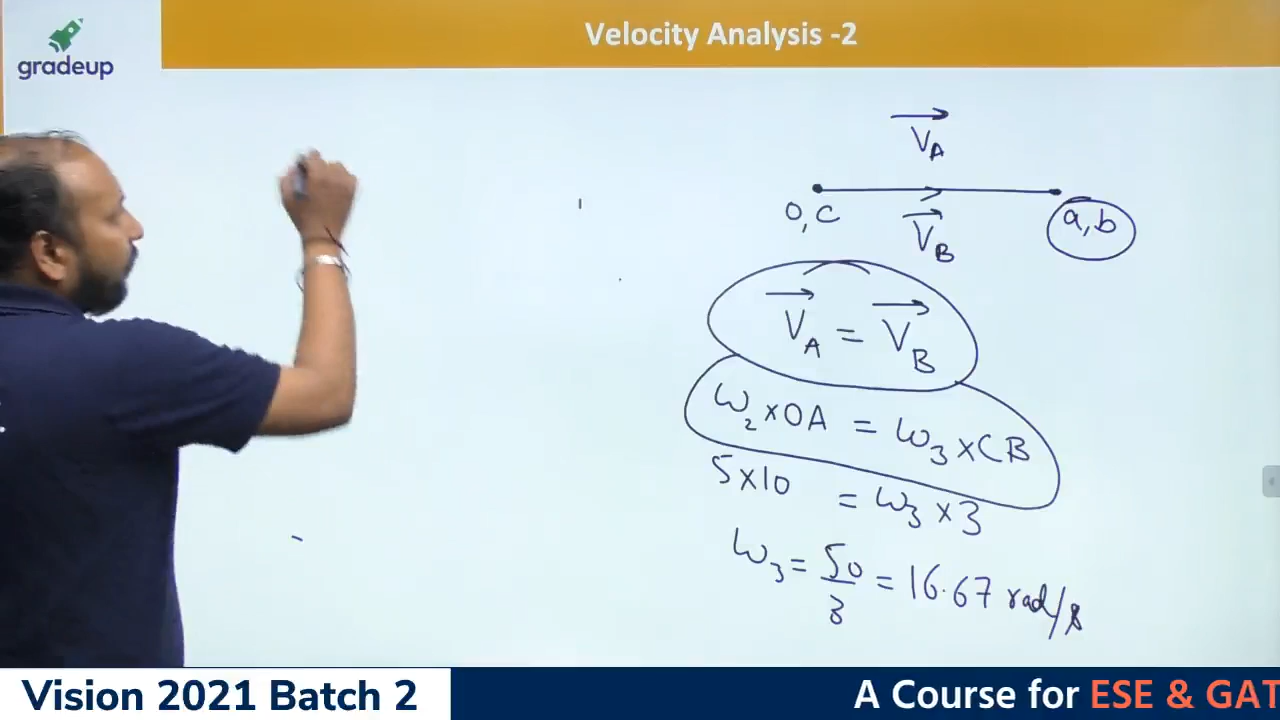 gradeup
Velocity Analysis -2
V_A
O, C
a, b
V_B
V_A = V_B
ω₂ × OA = ω₃ × CB
5 × 10 = ω₃ × 3
ω₃ = 50/3 = 16.67 rad/s
Vision 2021 Batch 2
A Course for ESE & GAT